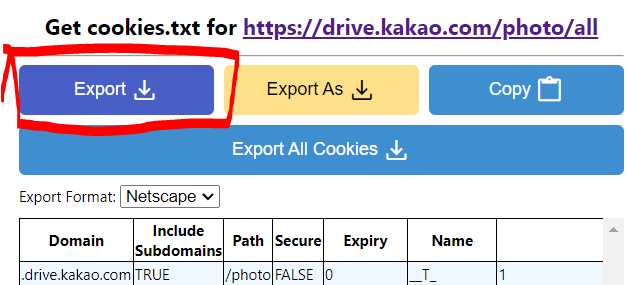 Get cookies.txt for https://drive.kakao.com/photo/all
Export Export As Copy
Export All Cookies
Export Format: Netscape
Domain Include Subdomains Path Secure Expiry Name
.drive.kakao.com TRUE /photo FALSE 0 __T_ 1